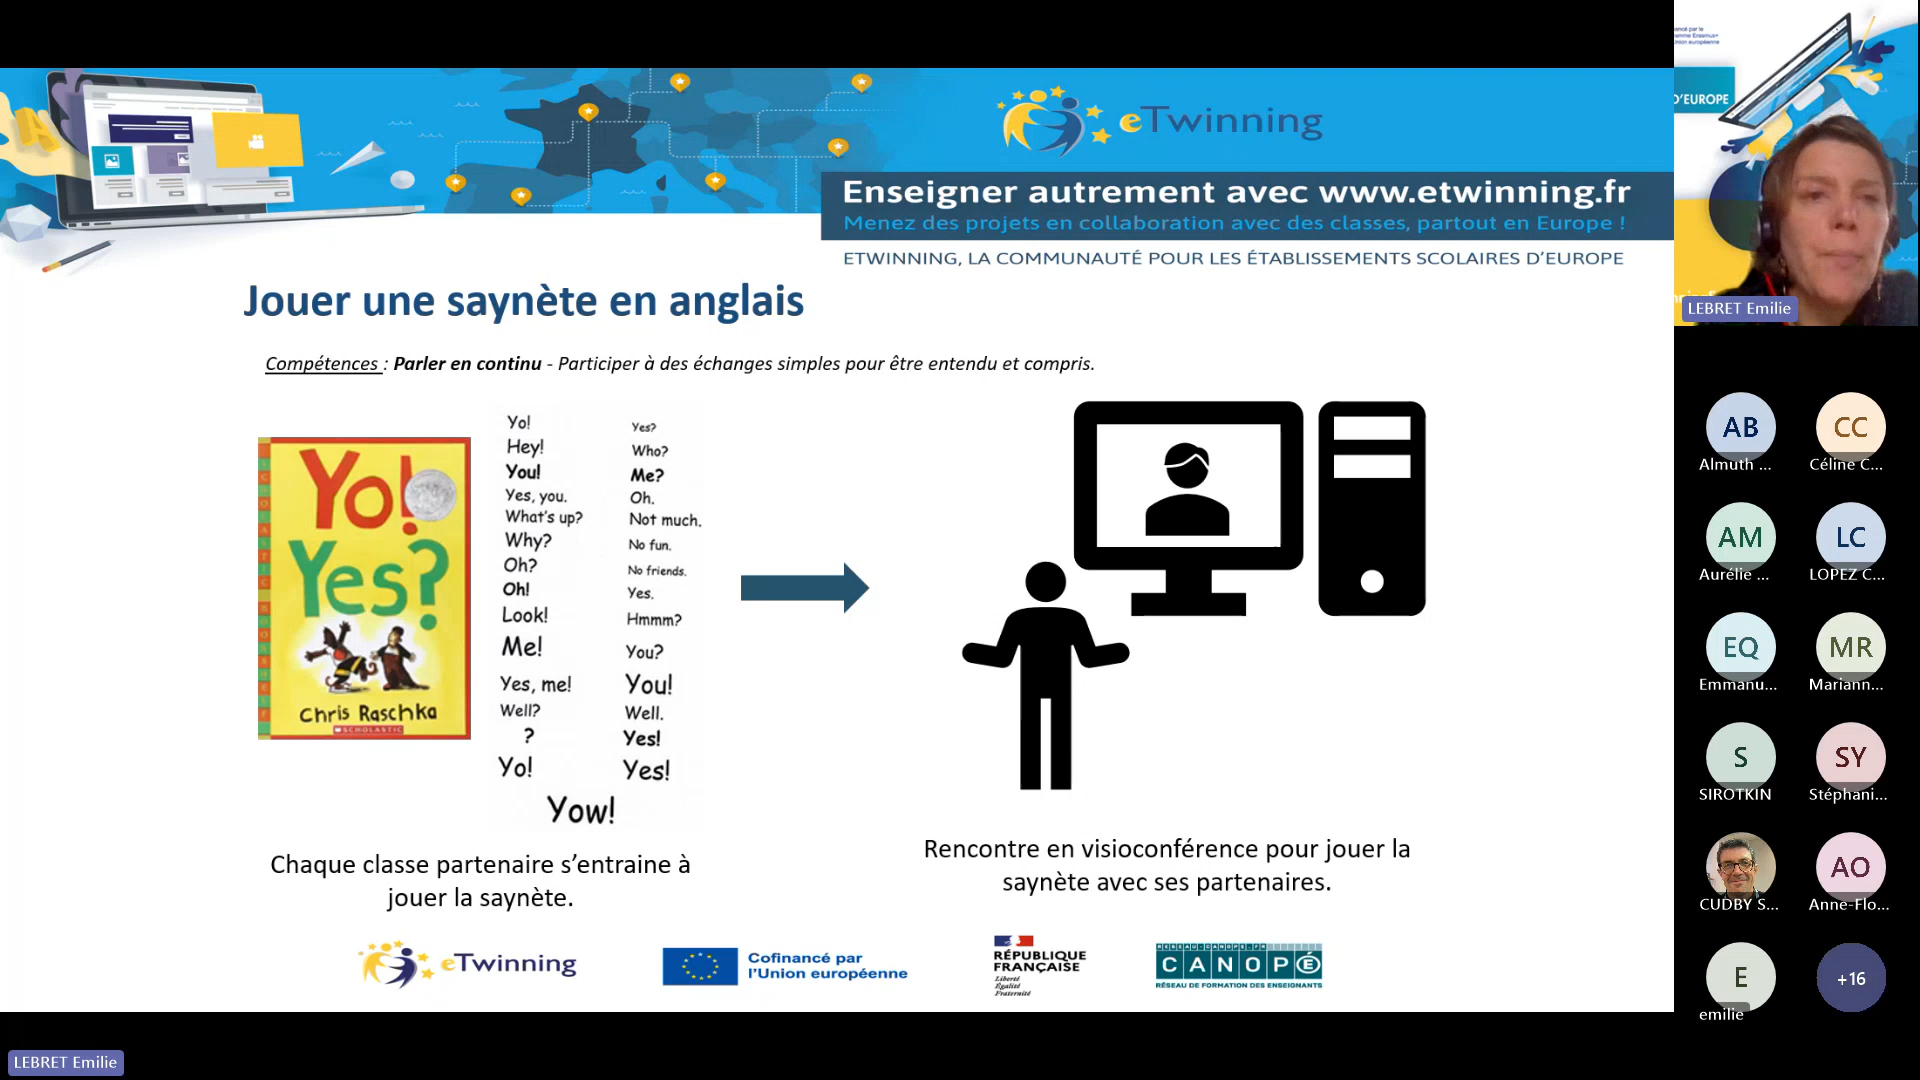 eTwinning
Enseigner autrement avec www.etwinning.fr
Menez des projets en collaboration avec des classes, partout en Europe !
ETWINNING, LA COMMUNAUTÉ POUR LES ÉTABLISSEMENTS SCOLAIRES D'EUROPE
Jouer une saynète en anglais
Compétences : Parler en continu - Participer à des échanges simples pour être entendu et compris.
Yo!
Yes?
Chris Raschka
SCHOLASTIC
Yo! Yes?
Hey! Who?
You! Me?
Yes, you. Oh.
What's up? Not much.
Why? No fun.
Oh? No friends.
Oh! Yes.
Look! Hmmm?
Me! You?
Yes, me! You!
Well? Well.
? Yes!
Yo! Yes!
Yow!
Chaque classe partenaire s'entraine à
jouer la saynète.
Rencontre en visioconférence pour jouer la
saynète avec ses partenaires.
eTwinning
Cofinancé par
l'Union européenne
RÉPUBLIQUE
FRANÇAISE
Liberté
Égalité
Fraternité
RESEAU-CANOPE.FR
CANOPÉ
RÉSEAU DE FORMATION DES ENSEIGNANTS
D'EUROPE
LEBRET Emilie
AB CC
Almuth ... Céline C...
AM LC
Aurélie ... LOPEZ C...
EQ MR
Emmanu... Mariann...
S SY
SIROTKIN Stéphani...
AO
CUDBY S... Anne-Flo...
E +16
emilie
LEBRET Emilie